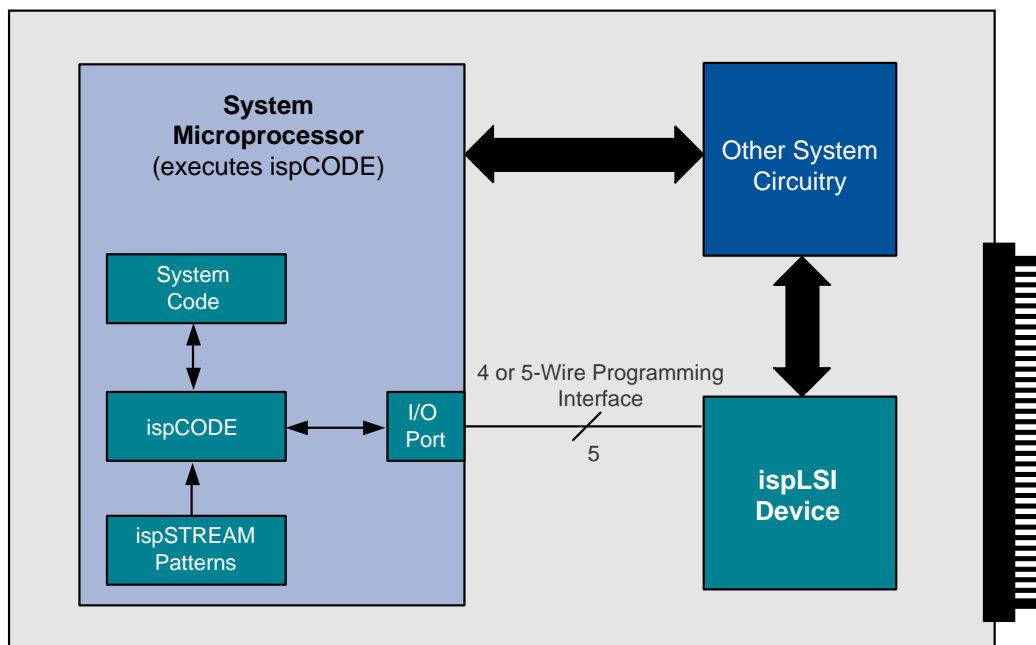 System
Microprocessor
(executes ispCODE)
Other System
Circuitry
System
Code
4 or 5-Wire Programming
Interface
ispCODE
I/O
Port
5
ispLSI
Device
ispSTREAM
Patterns